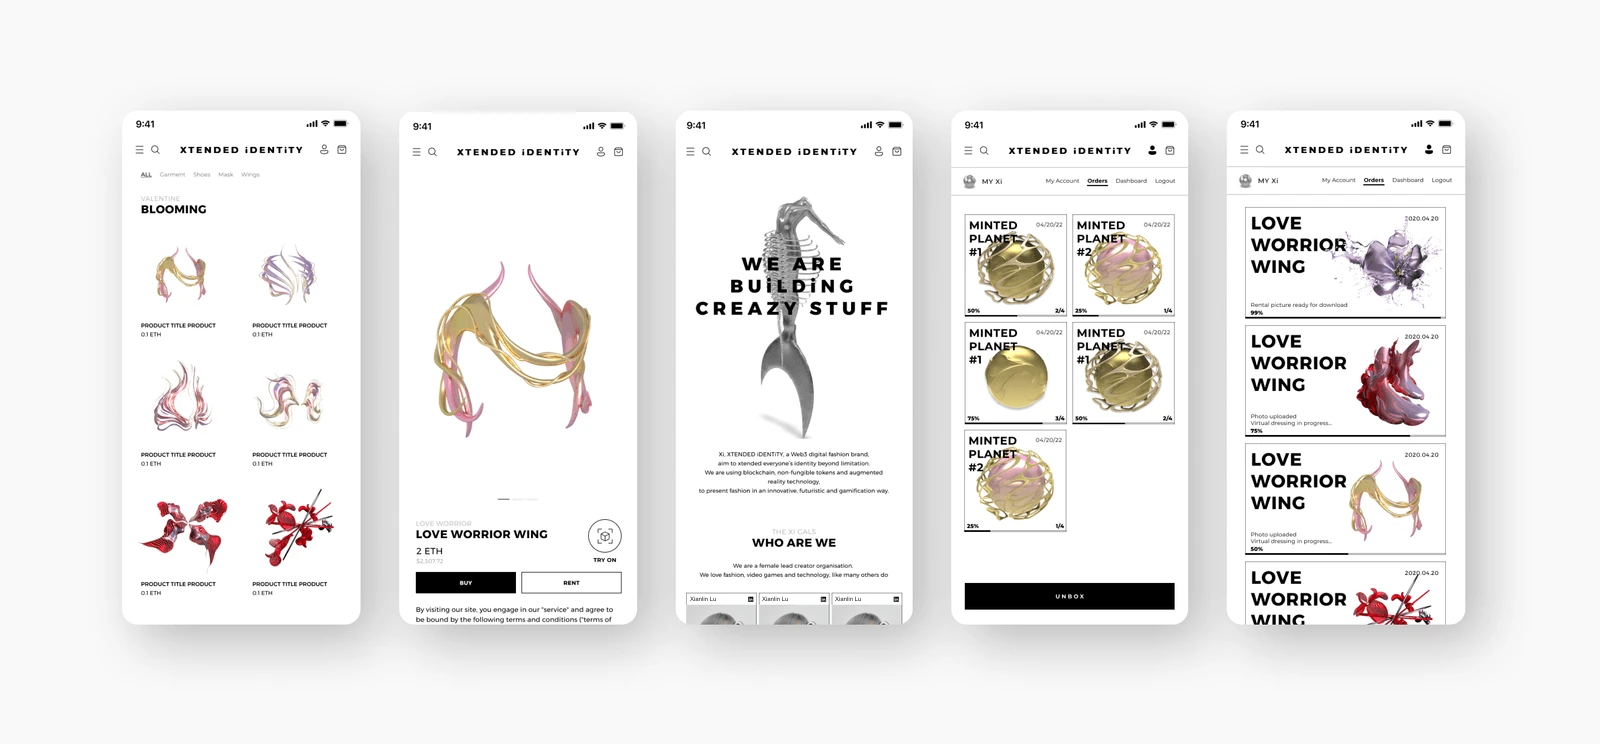 9:41
XTENDED iDENTiTY
ALL Garment Shoes Mask Wings
VALENTINE
BLOOMING
PRODUCT TITLE PRODUCT
0.1 ETH
PRODUCT TITLE PRODUCT
0.1 ETH
PRODUCT TITLE PRODUCT
0.1 ETH
PRODUCT TITLE PRODUCT
0.1 ETH
PRODUCT TITLE PRODUCT
0.1 ETH
PRODUCT TITLE PRODUCT
0.1 ETH
9:41
XTENDED iDENTiTY
LOVE WORRIOR
LOVE WORRIOR WING
2 ETH
$2,307.72
TRY ON
BUY
RENT
By visiting our site, you engage in our "service" and agree to
be bound by the following terms and conditions ("terms of
9:41
XTENDED iDENTiTY
WE ARE
BUiLDiNG
CREAZY STUFF
Xi, XTENDED iDENTiTY, a Web3 digital fashion brand,
aim to xtended everyone's identity beyond limitation.
We are using blockchain, non-fungible tokens and augmented
reality technology,
to present fashion in an innovative, futuristic and gamification way.
THE XI GALS
WHO ARE WE
We are a female lead creator organisation.
We love fashion, video games and technology, like many others do
Xianlin Lu
Xianlin Lu
Xianlin Lu
9:41
XTENDED iDENTiTY
MY Xi
My Account Orders Dashboard Logout
MINTED
PLANET
#1
04/20/22
50% 2/4
MINTED
PLANET
#2
04/20/22
25% 1/4
MINTED
PLANET
#1
04/20/22
75% 3/4
MINTED
PLANET
#1
04/20/22
50% 2/4
MINTED
PLANET
#2
04/20/22
25% 1/4
UNBOX
9:41
XTENDED iDENTiTY
MY Xi
My Account Orders Dashboard Logout
LOVE
WORRIOR
WING
2020.04.20
Rental picture ready for download
99%
LOVE
WORRIOR
WING
2020.04.20
Photo uploaded
Virtual dressing in progress...
75%
LOVE
WORRIOR
WING
2020.04.20
Photo uploaded
Virtual dressing in progress...
50%
LOVE
WORRIOR
WING
2020.04.20